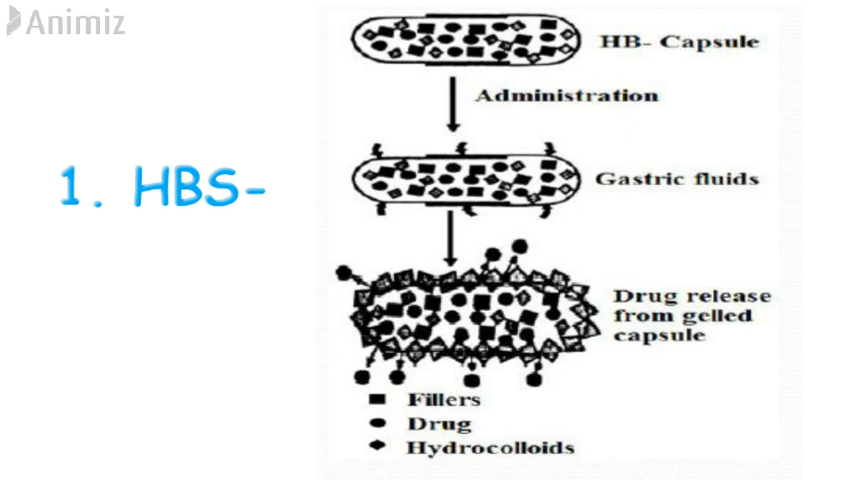 Animiz
HB- Capsule
Administration
1. HBS-
Gastric fluids
Drug release
from gelled
capsule
Fillers
Drug
Hydrocolloids